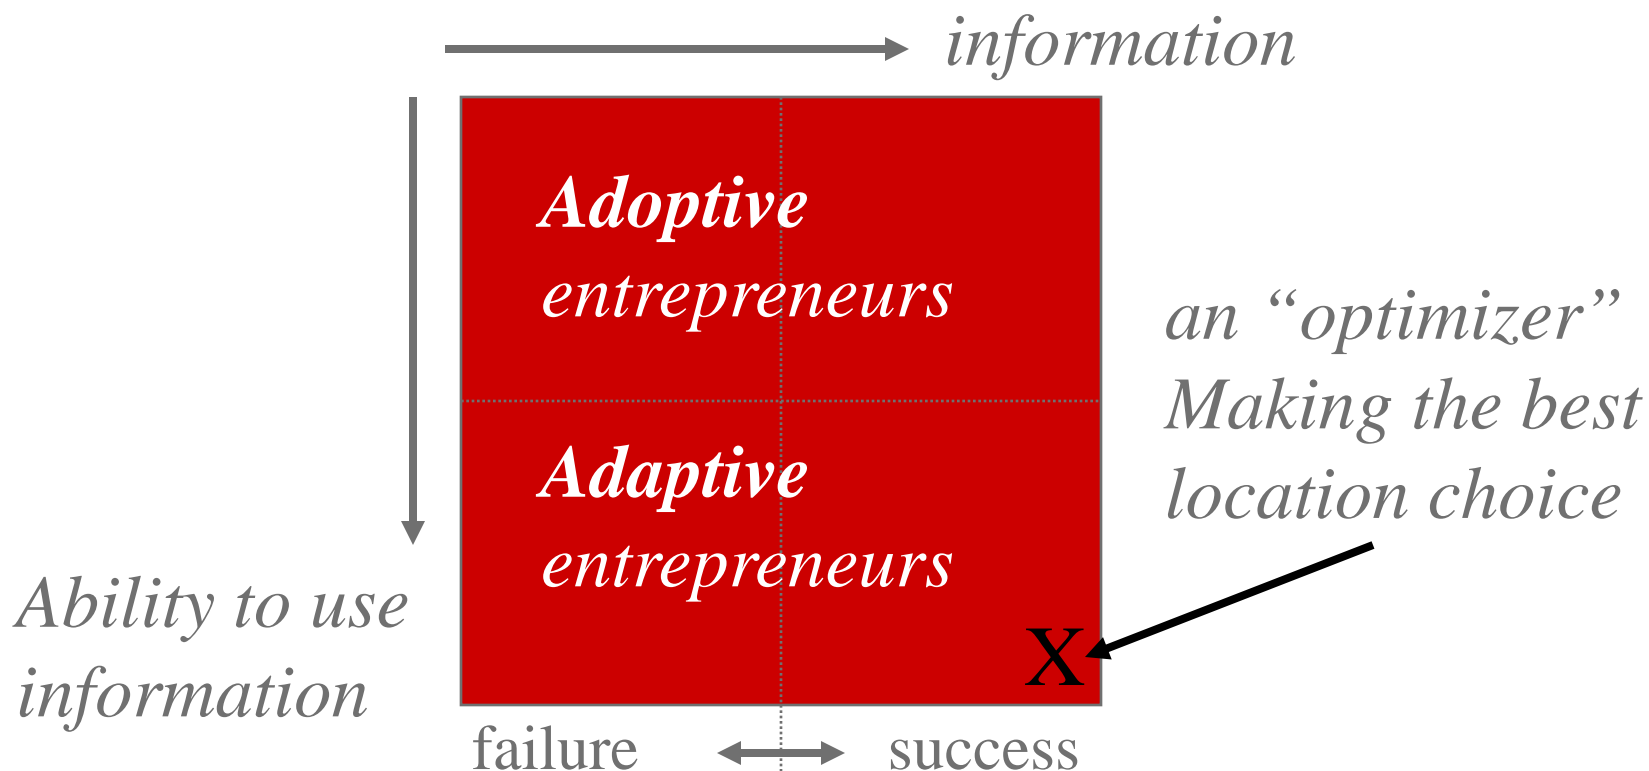 information
Adoptive
entrepreneurs
an “optimizer”
Making the best
location choice
Adaptive
entrepreneurs
Ability to use
information
X
failure
success